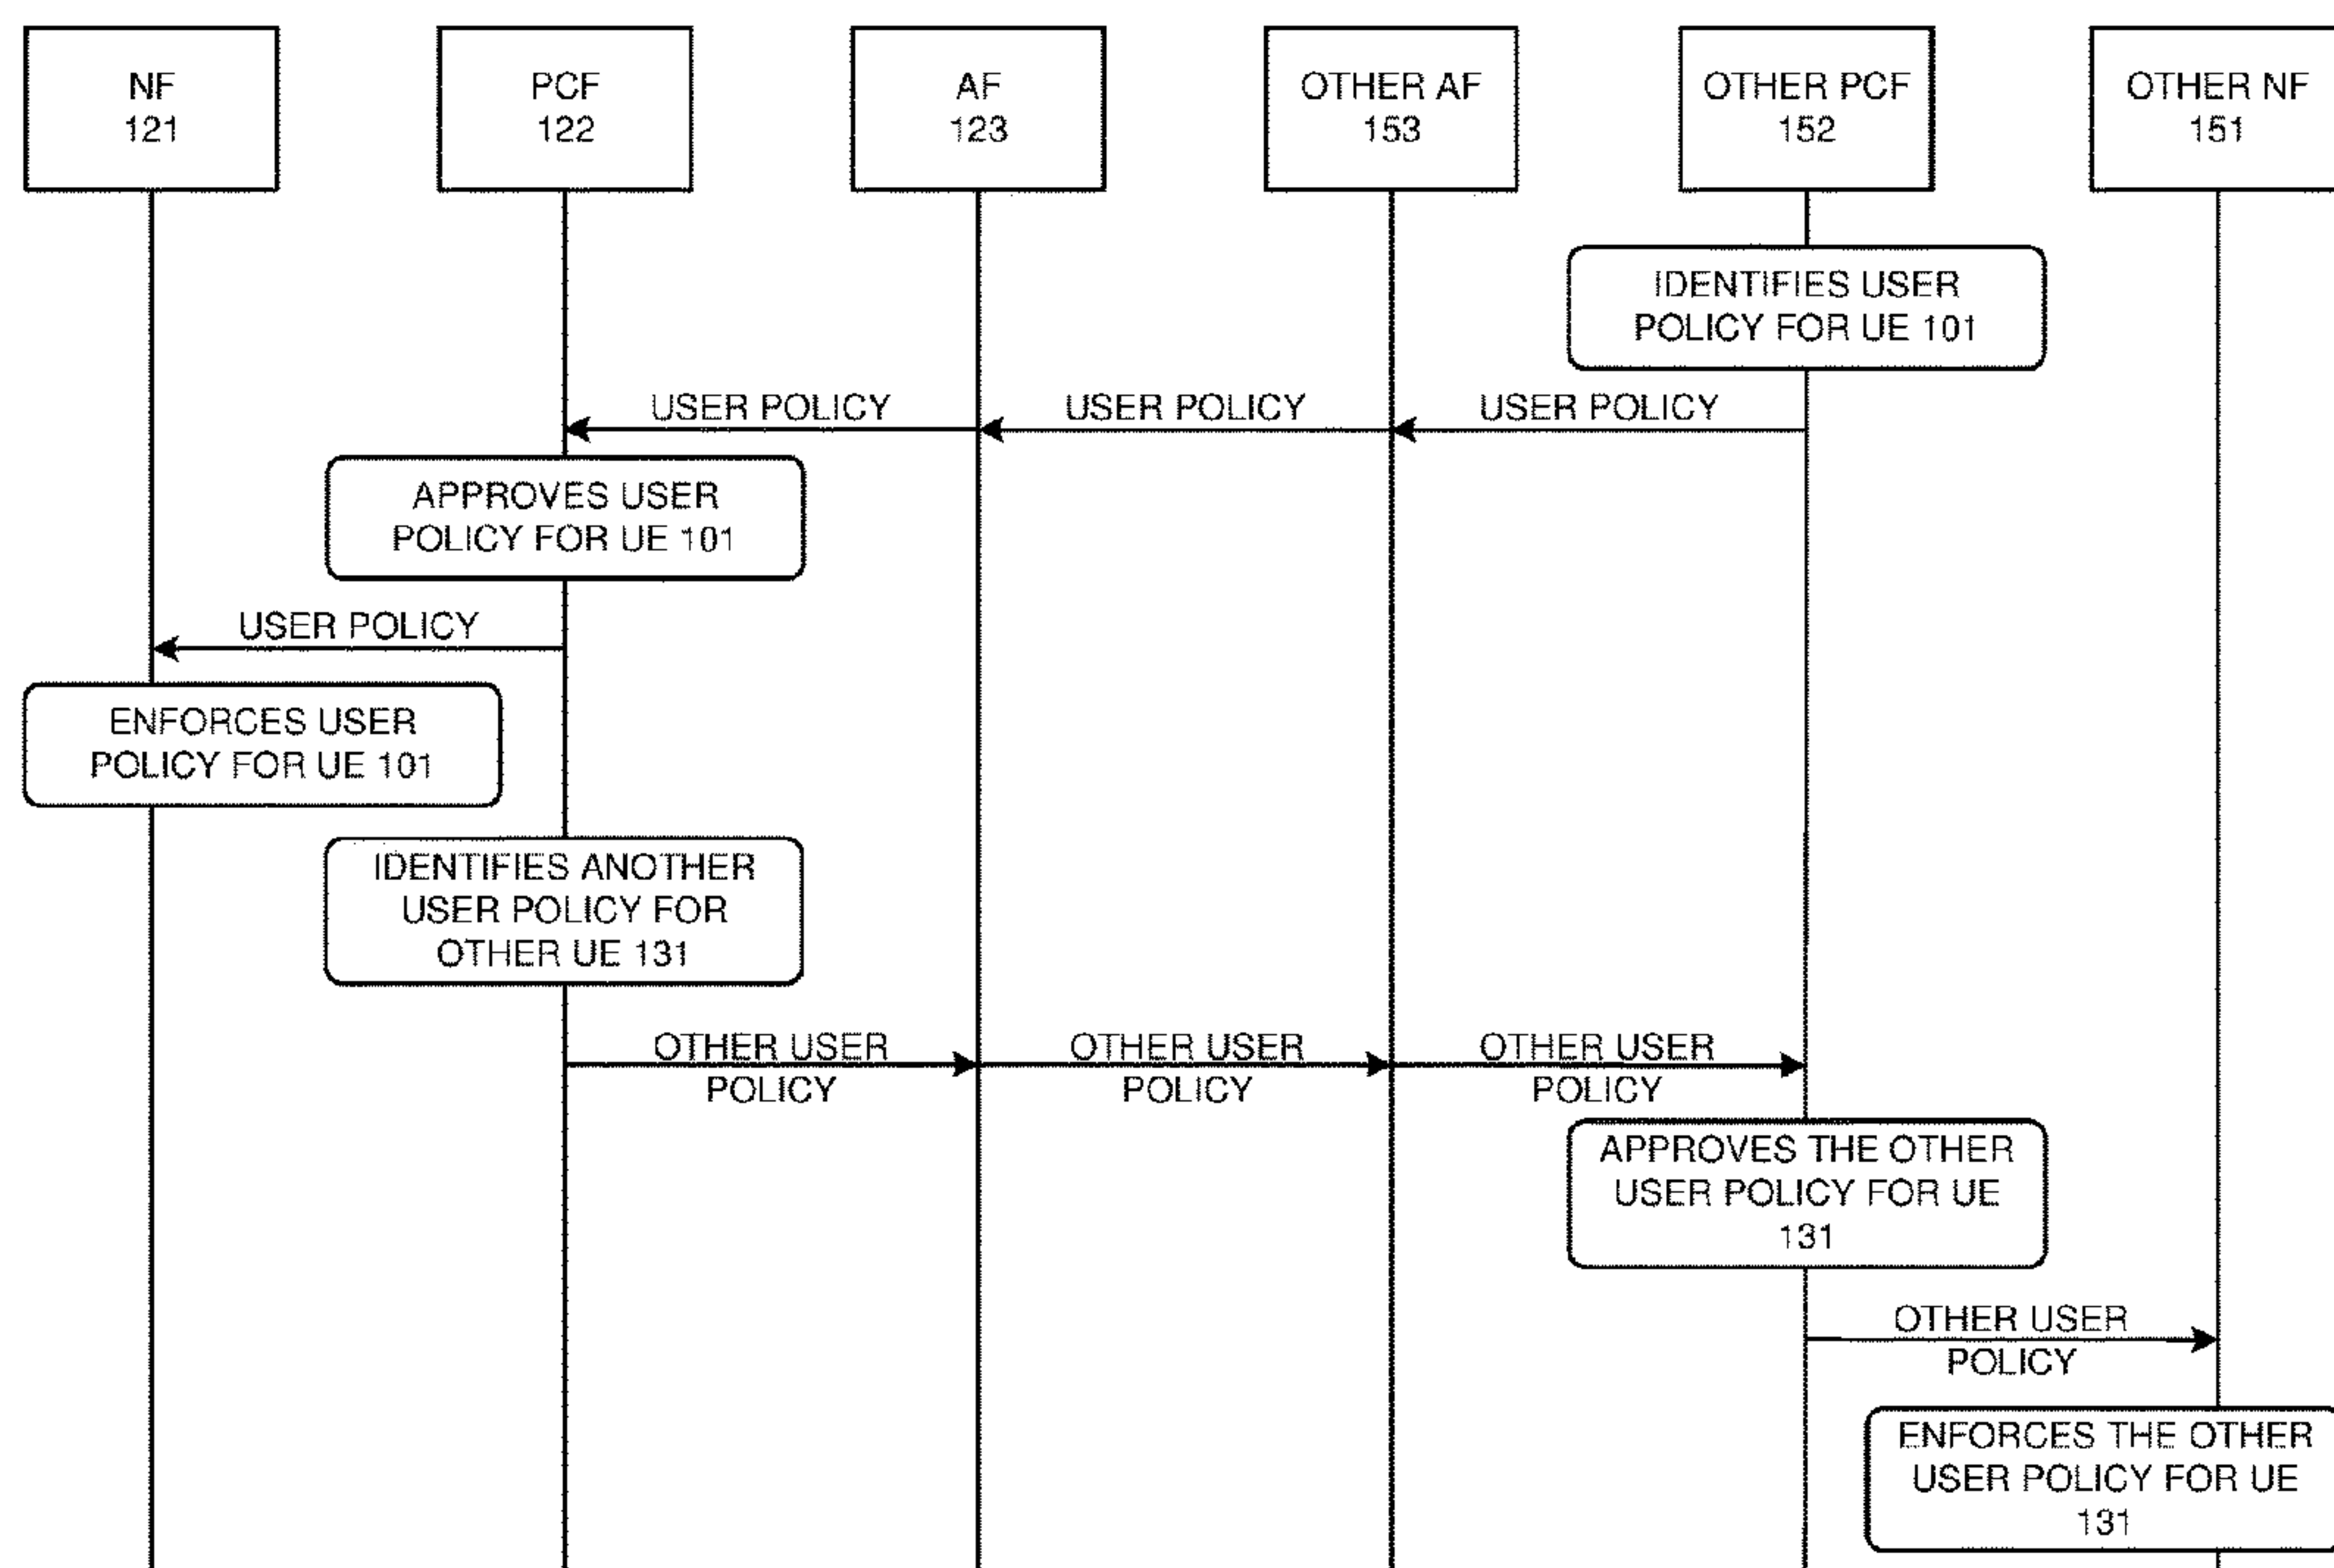 NF
121
PCF
122
AF
123
OTHER AF
153
OTHER PCF
152
OTHER NF
151
IDENTIFIES USER
POLICY FOR UE 101
USER POLICY
USER POLICY
USER POLICY
APPROVES USER
POLICY FOR UE 101
USER POLICY
ENFORCES USER
POLICY FOR UE 101
IDENTIFIES ANOTHER
USER POLICY FOR
OTHER UE 131
OTHER USER
POLICY
OTHER USER
POLICY
OTHER USER
POLICY
APPROVES THE OTHER
USER POLICY FOR UE
131
OTHER USER
POLICY
ENFORCES THE OTHER
USER POLICY FOR UE
131